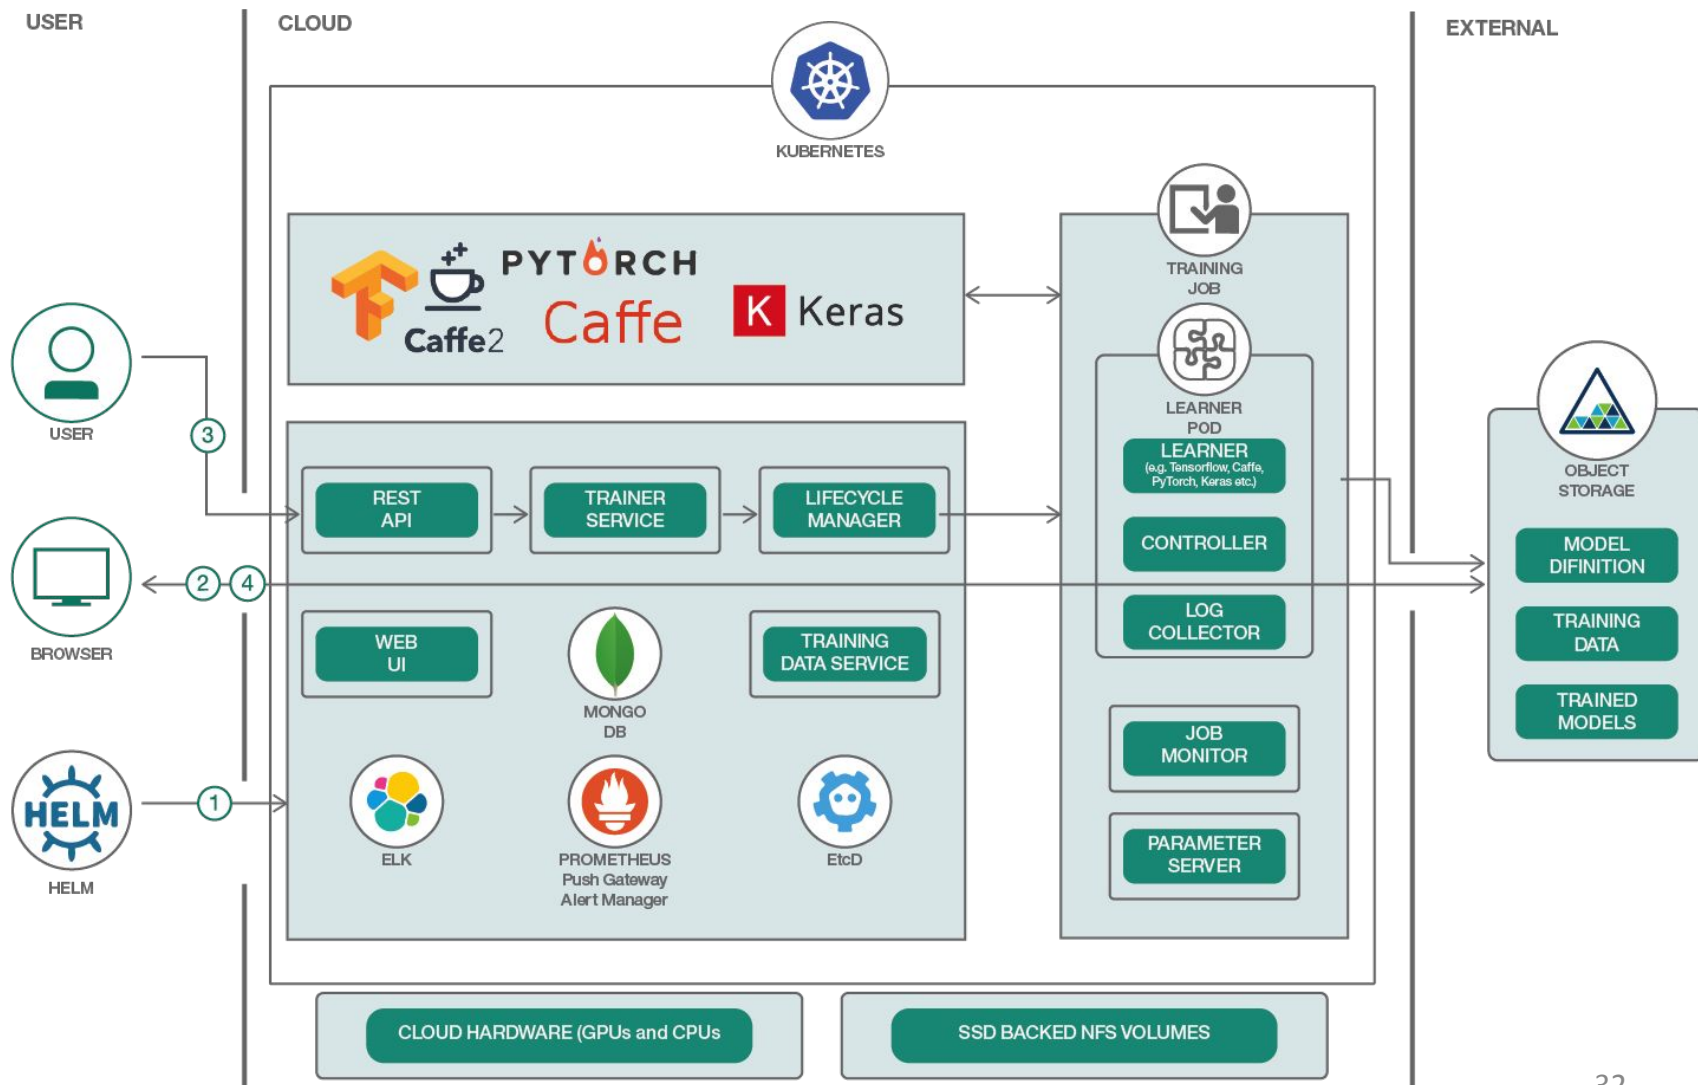 USER
CLOUD
EXTERNAL
KUBERNETES
PYTORCH
Caffe2
Caffe
K Keras
TRAINING
JOB
LEARNER
POD
LEARNER
(e.g. Tensorflow, Caffe,
PyTorch, Keras etc.)
CONTROLLER
LOG
COLLECTOR
JOB
MONITOR
PARAMETER
SERVER
USER
3
BROWSER
2
4
HELM
HELM
1
REST
API
TRAINER
SERVICE
LIFECYCLE
MANAGER
WEB
UI
MONGO
DB
TRAINING
DATA SERVICE
ELK
PROMETHEUS
Push Gateway
Alert Manager
EtcD
OBJECT
STORAGE
MODEL
DIFINITION
TRAINING
DATA
TRAINED
MODELS
CLOUD HARDWARE (GPUs and CPUs
SSD BACKED NFS VOLUMES
32